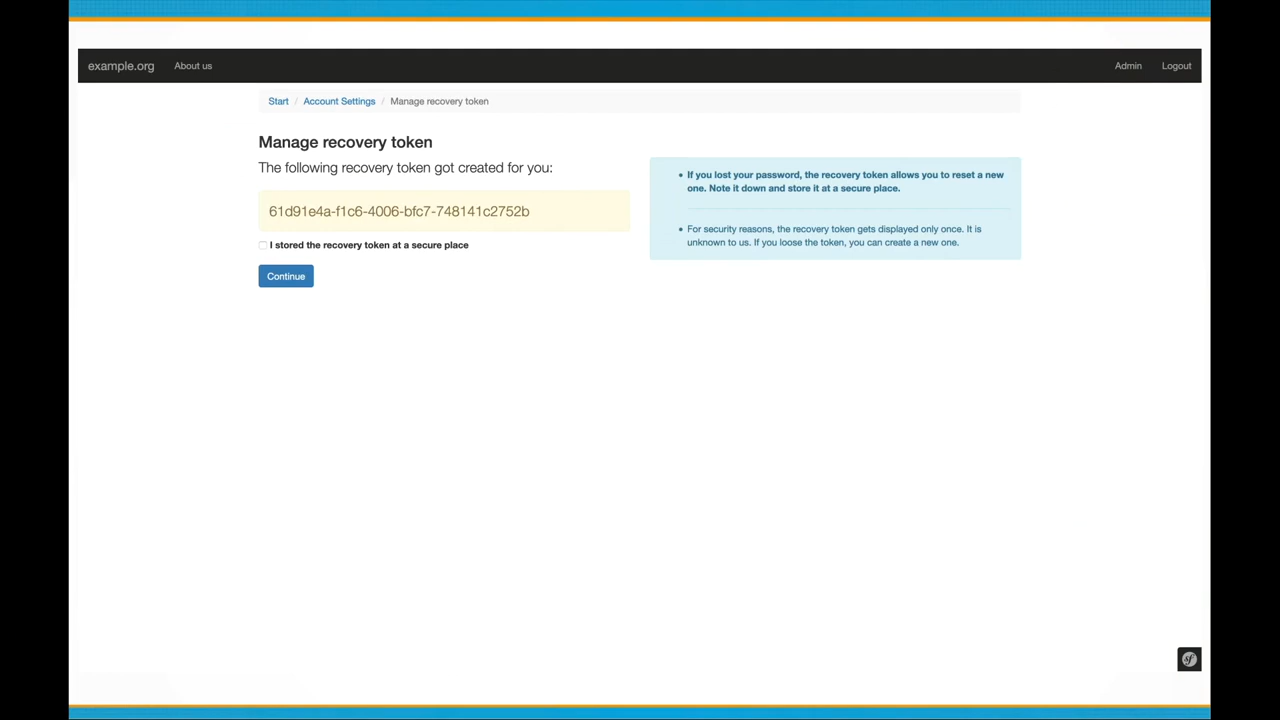 example.org About us Admin Logout
Start / Account Settings / Manage recovery token
Manage recovery token
The following recovery token got created for you:
61d91e4a-f1c6-4006-bfc7-748141c2752b
I stored the recovery token at a secure place
Continue
• If you lost your password, the recovery token allows you to reset a new
one. Note it down and store it at a secure place.
• For security reasons, the recovery token gets displayed only once. It is
unknown to us. If you loose the token, you can create a new one.
sf